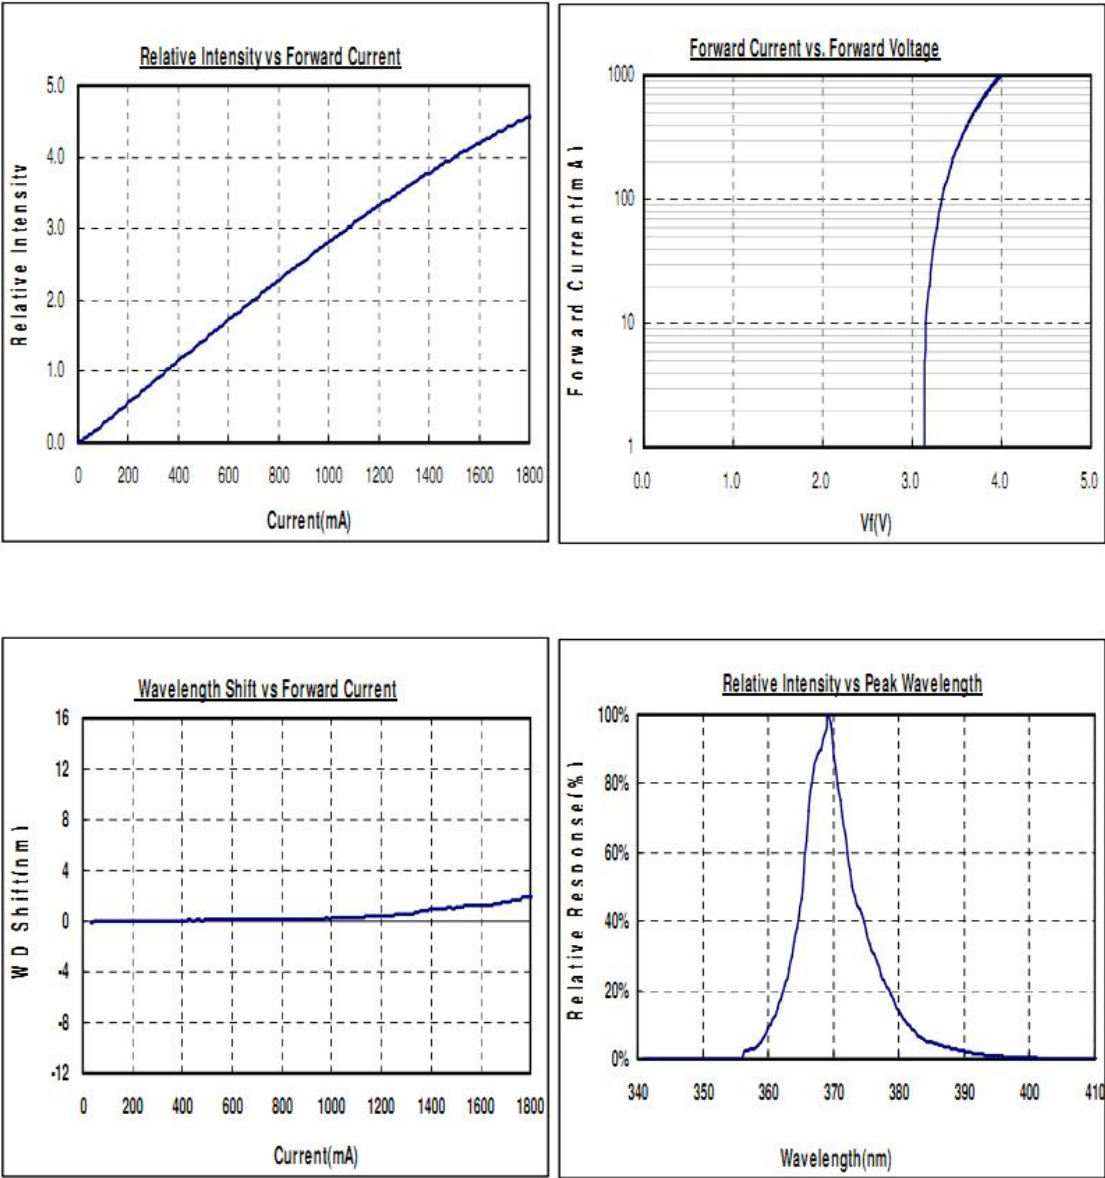 Relative Intensity vs Forward Current
Relative Intensity
5.0
4.0
3.0
2.0
1.0
0.0
0 200 400 600 800 1000 1200 1400 1600 1800
Current(mA)
Forward Current vs. Forward Voltage
Forward Current(mA)
1000
100
10
1
0.0 1.0 2.0 3.0 4.0 5.0
Vf(V)
Wavelength Shift vs Forward Current
WD Shift(nm)
16
12
8
4
0
-4
-8
-12
0 200 400 600 800 1000 1200 1400 1600 1800
Current(mA)
Relative Intensity vs Peak Wavelength
Relative Response(%)
100%
80%
60%
40%
20%
0%
340 350 360 370 380 390 400 410
Wavelength(nm)